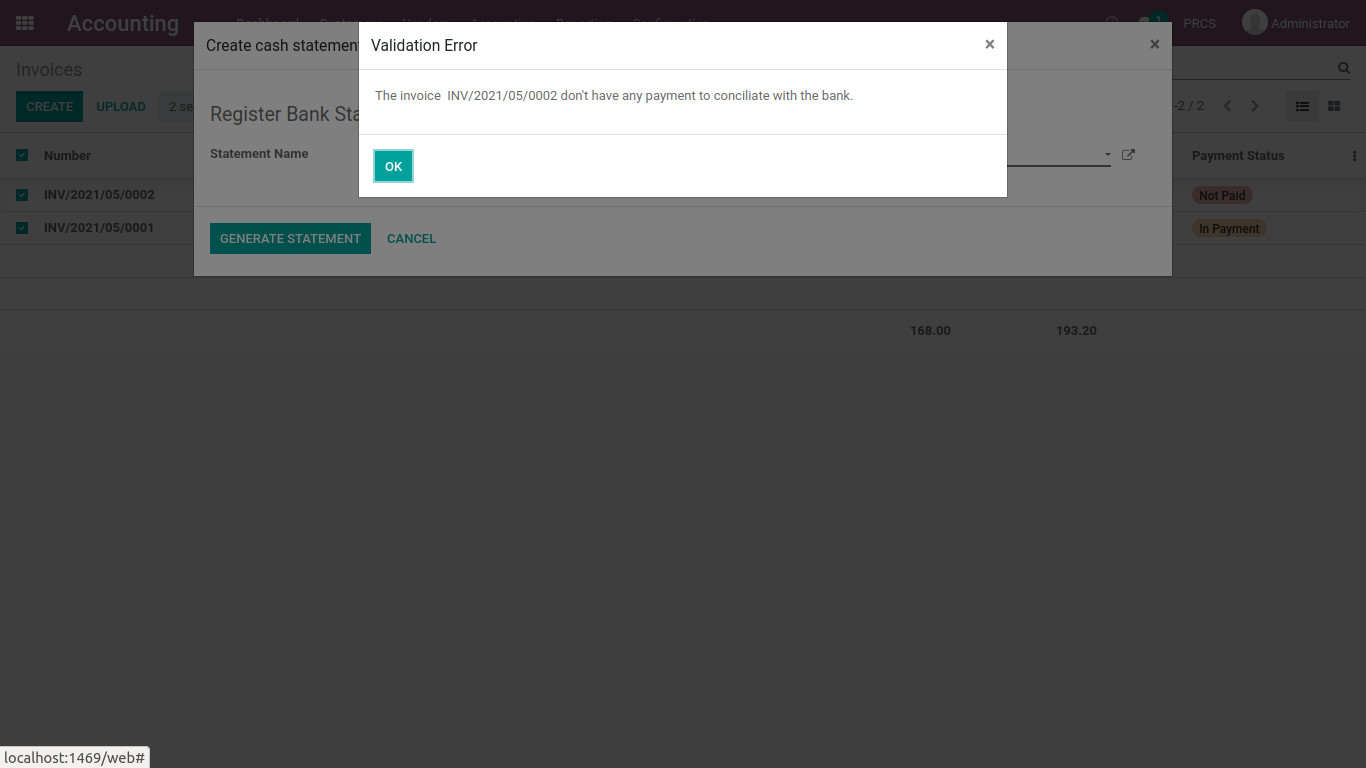 Accounting
PRCS
Administrator
1
Create cash statement
Validation Error
×
×
Invoices
CREATE
UPLOAD
2 se
The invoice  INV/2021/05/0002 don't have any payment to conciliate with the bank.
-2 / 2
Register Bank Sta
Statement Name
OK
Number
Payment Status
INV/2021/05/0002
Not Paid
INV/2021/05/0001
In Payment
GENERATE STATEMENT
CANCEL
168.00
193.20
localhost:1469/web#